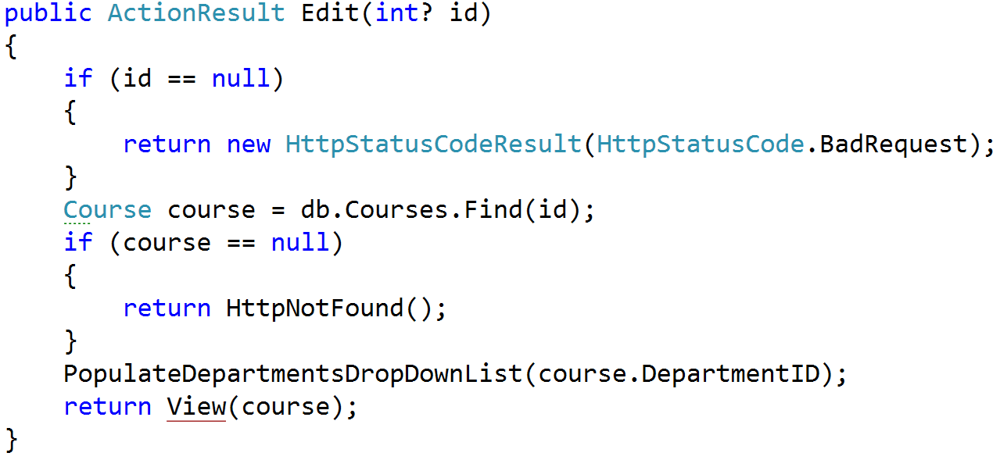 public ActionResult Edit(int? id)
{
    if (id == null)
    {
        return new HttpStatusCodeResult(HttpStatusCode.BadRequest);
    }
    Course course = db.Courses.Find(id);
    if (course == null)
    {
        return HttpNotFound();
    }
    PopulateDepartmentsDropDownList(course.DepartmentID);
    return View(course);
}